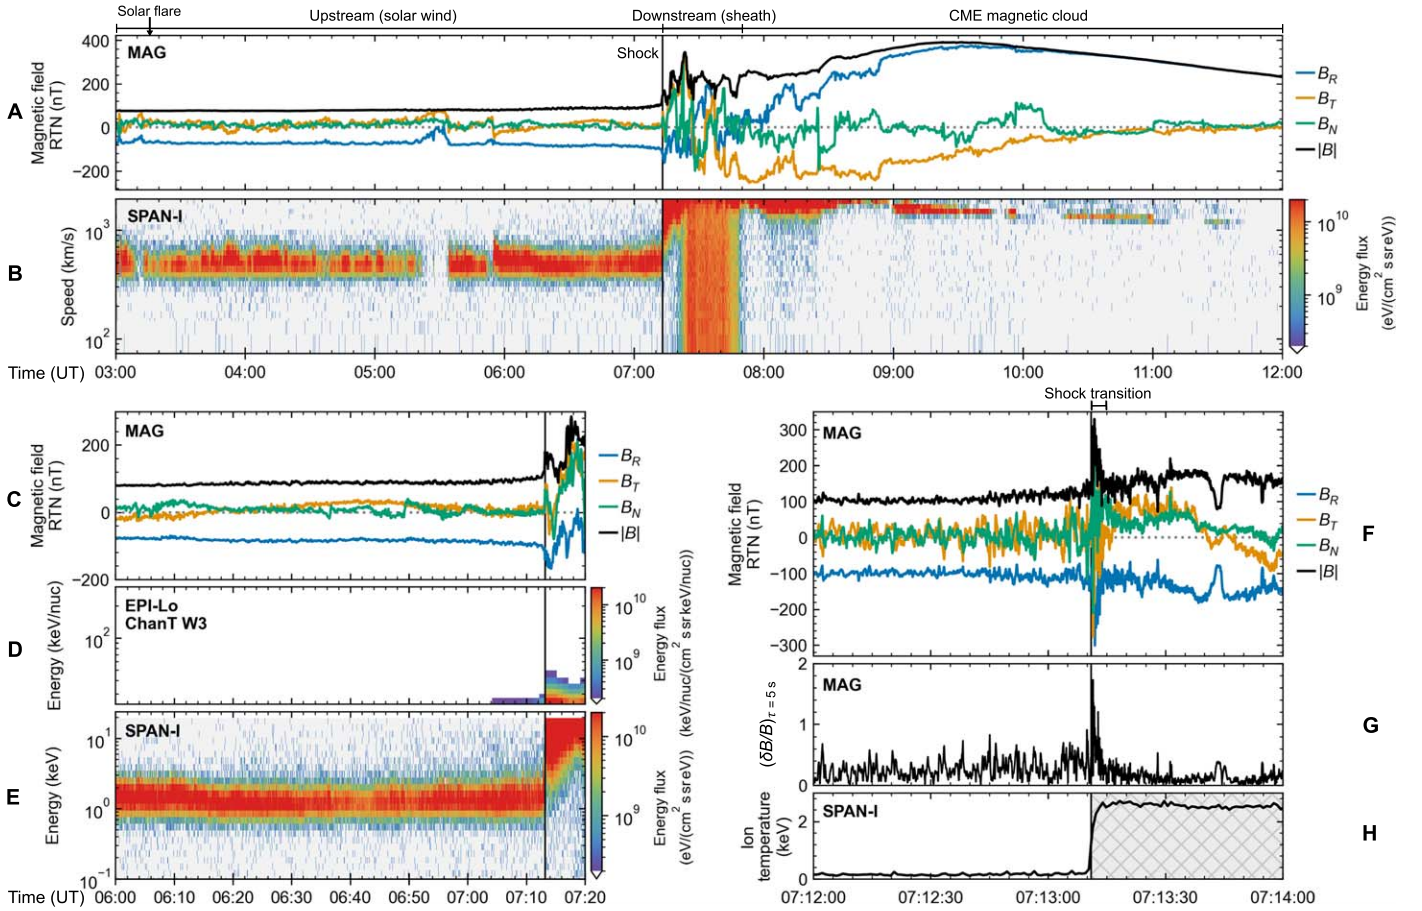 Solar flare
Upstream (solar wind)
Downstream (sheath)
CME magnetic cloud
A
Magnetic field
RTN (nT)
400
200
0
−200
MAG
Shock
B_R
B_T
B_N
|B|
B
Speed (km/s)
10^3
10^2
SPAN-I
10^10
10^9
Energy flux
(eV/(cm^2 s sreV))
Time (UT)
03:00 04:00 05:00 06:00 07:00 08:00 09:00 10:00 11:00 12:00
C
Magnetic field
RTN (nT)
200
0
−200
MAG
B_R
B_T
B_N
|B|
D
Energy (keV/nuc)
10^2
EPI-Lo
ChanT W3
10^10
10^9
Energy flux
(keV/nuc/(cm^2 s srkeV/nuc))
E
Energy (keV)
10^1
10^0
10^−1
SPAN-I
10^10
10^9
Energy flux
(eV/(cm^2 s sreV))
Time (UT)
06:00 06:10 06:20 06:30 06:40 06:50 07:00 07:10 07:20
Shock transition
Magnetic field
RTN (nT)
300
200
100
0
−100
−200
−300
MAG
B_R
B_T
B_N
|B|
F
(δB/B)_τ = 5 s
2
1
0
MAG
G
Ion
temperature
(keV)
2
0
SPAN-I
H
07:12:00 07:12:30 07:13:00 07:13:30 07:14:00